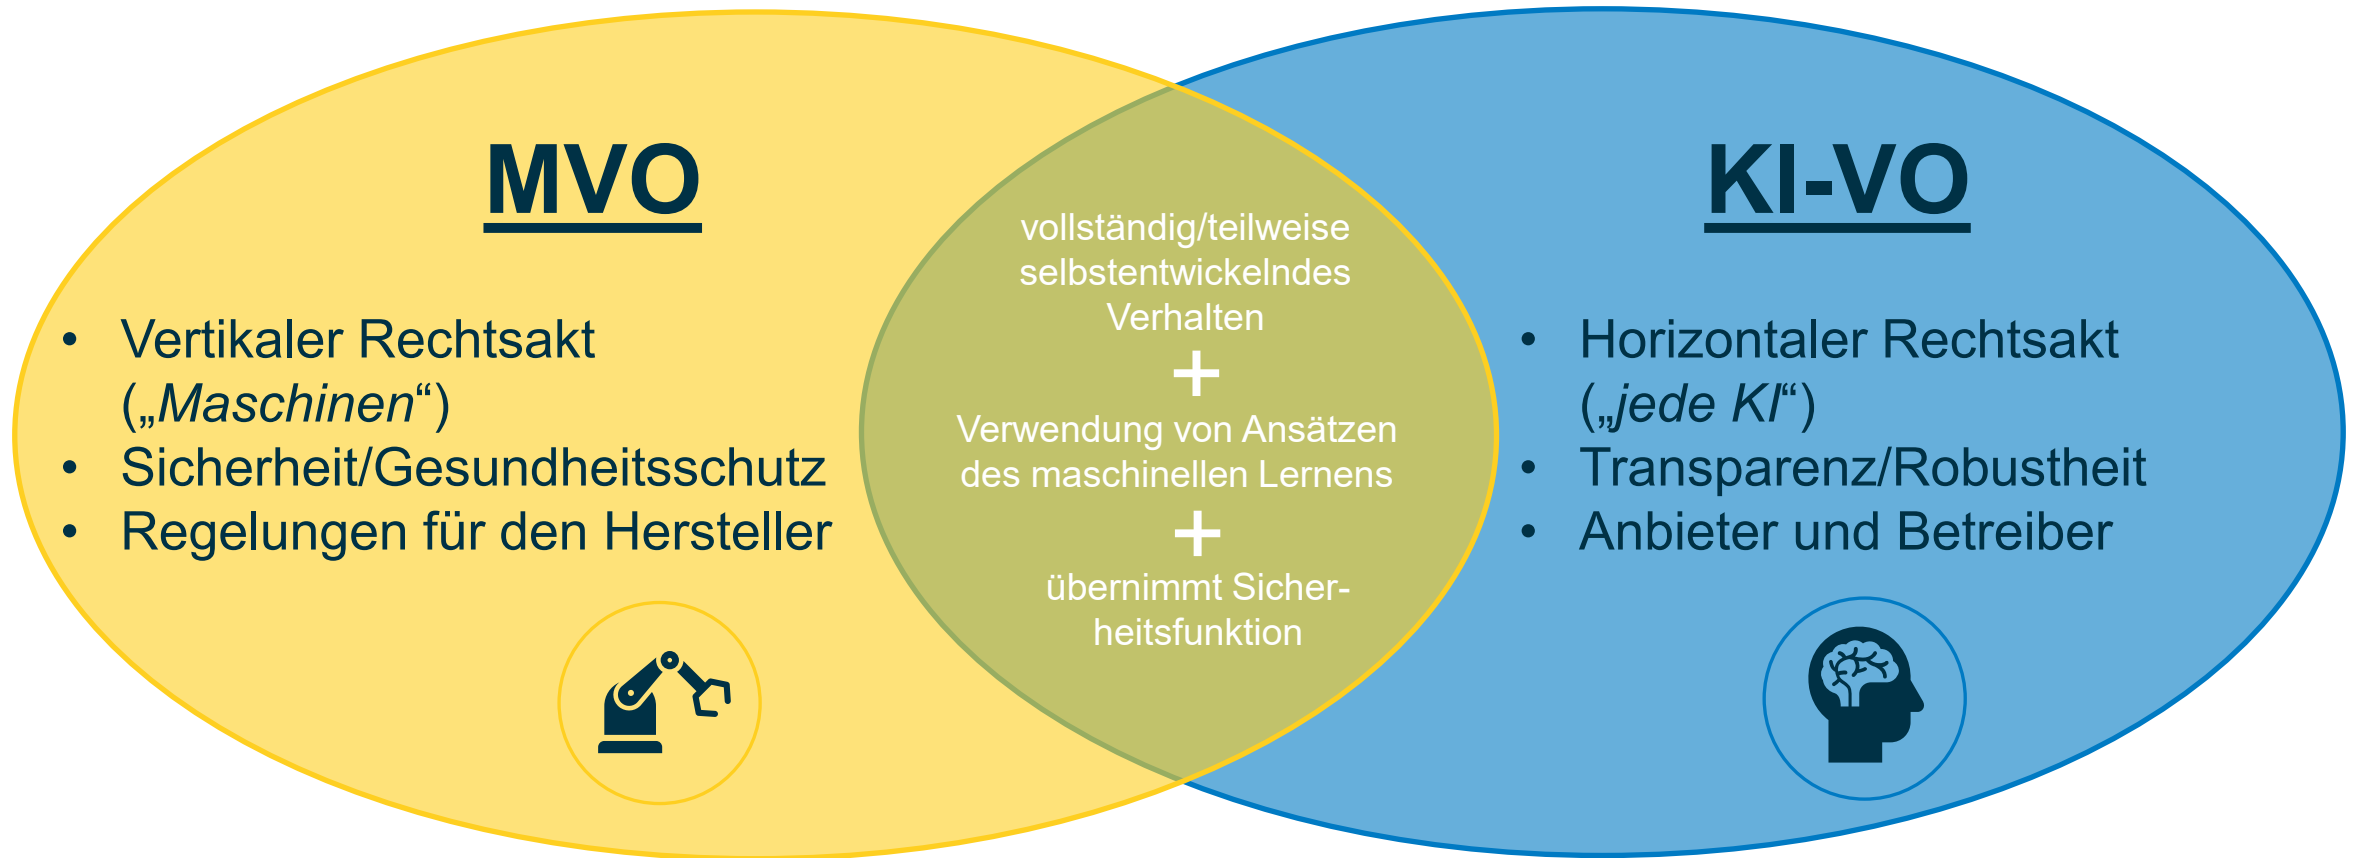 MVO
• Vertikaler Rechtsakt
(„Maschinen“)
• Sicherheit/Gesundheitsschutz
• Regelungen für den Hersteller
vollständig/teilweise
selbstentwickelndes
Verhalten
+
Verwendung von Ansätzen
des maschinellen Lernens
+
übernimmt Sicher-
heitsfunktion
KI-VO
• Horizontaler Rechtsakt
(„jede KI“)
• Transparenz/Robustheit
• Anbieter und Betreiber